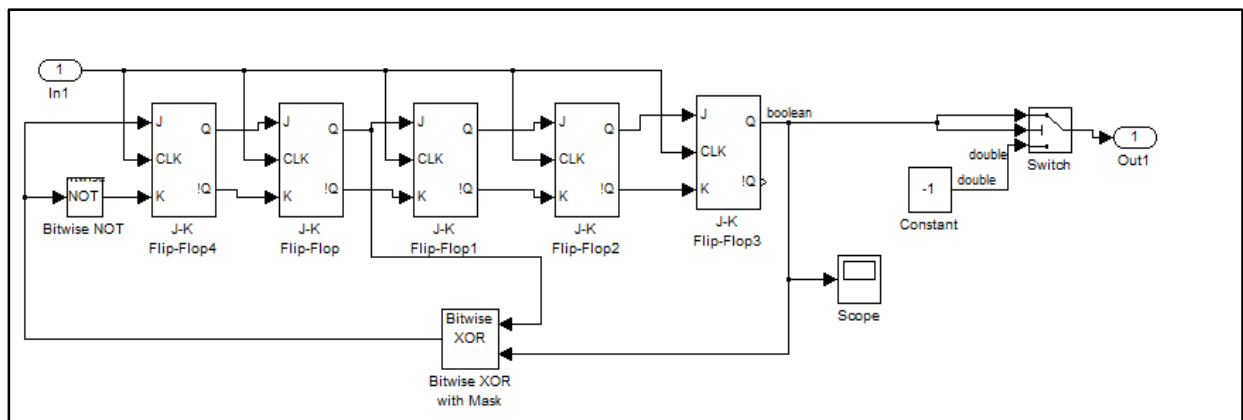 1
In1
J
Q
CLK
K
!Q
J-K
Flip-Flop4
J
Q
CLK
K
!Q
J-K
Flip-Flop
J
Q
CLK
K
!Q
J-K
Flip-Flop1
J
Q
CLK
K
!Q
J-K
Flip-Flop2
J
Q
CLK
K
!Q
J-K
Flip-Flop3
boolean
double
Switch
1
Out1
-1
double
Constant
NOT
Bitwise NOT
Scope
Bitwise
XOR
Bitwise XOR
with Mask